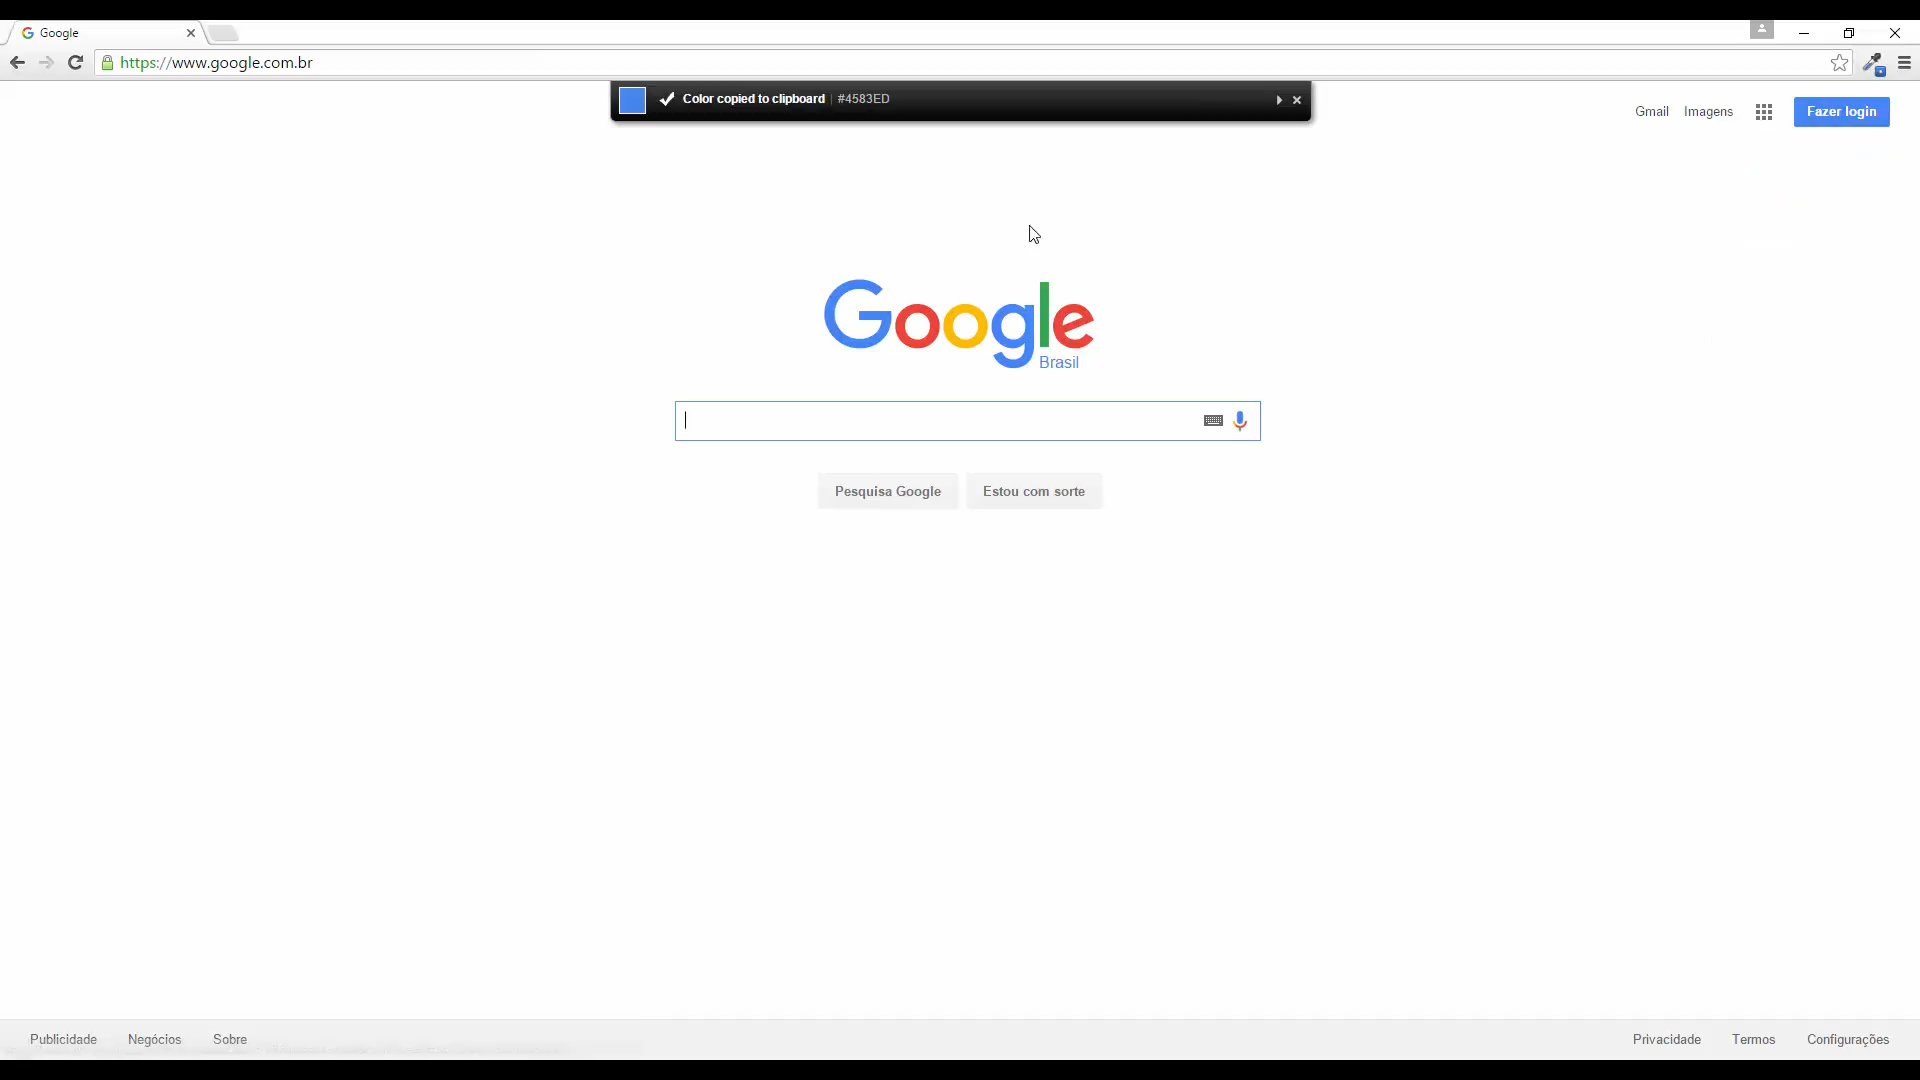 Google
https://www.google.com.br
Color copied to clipboard | #4583ED
Gmail Imagens Fazer login
Google
Brasil
Pesquisa Google Estou com sorte
Publicidade Negócios Sobre Privacidade Termos Configurações